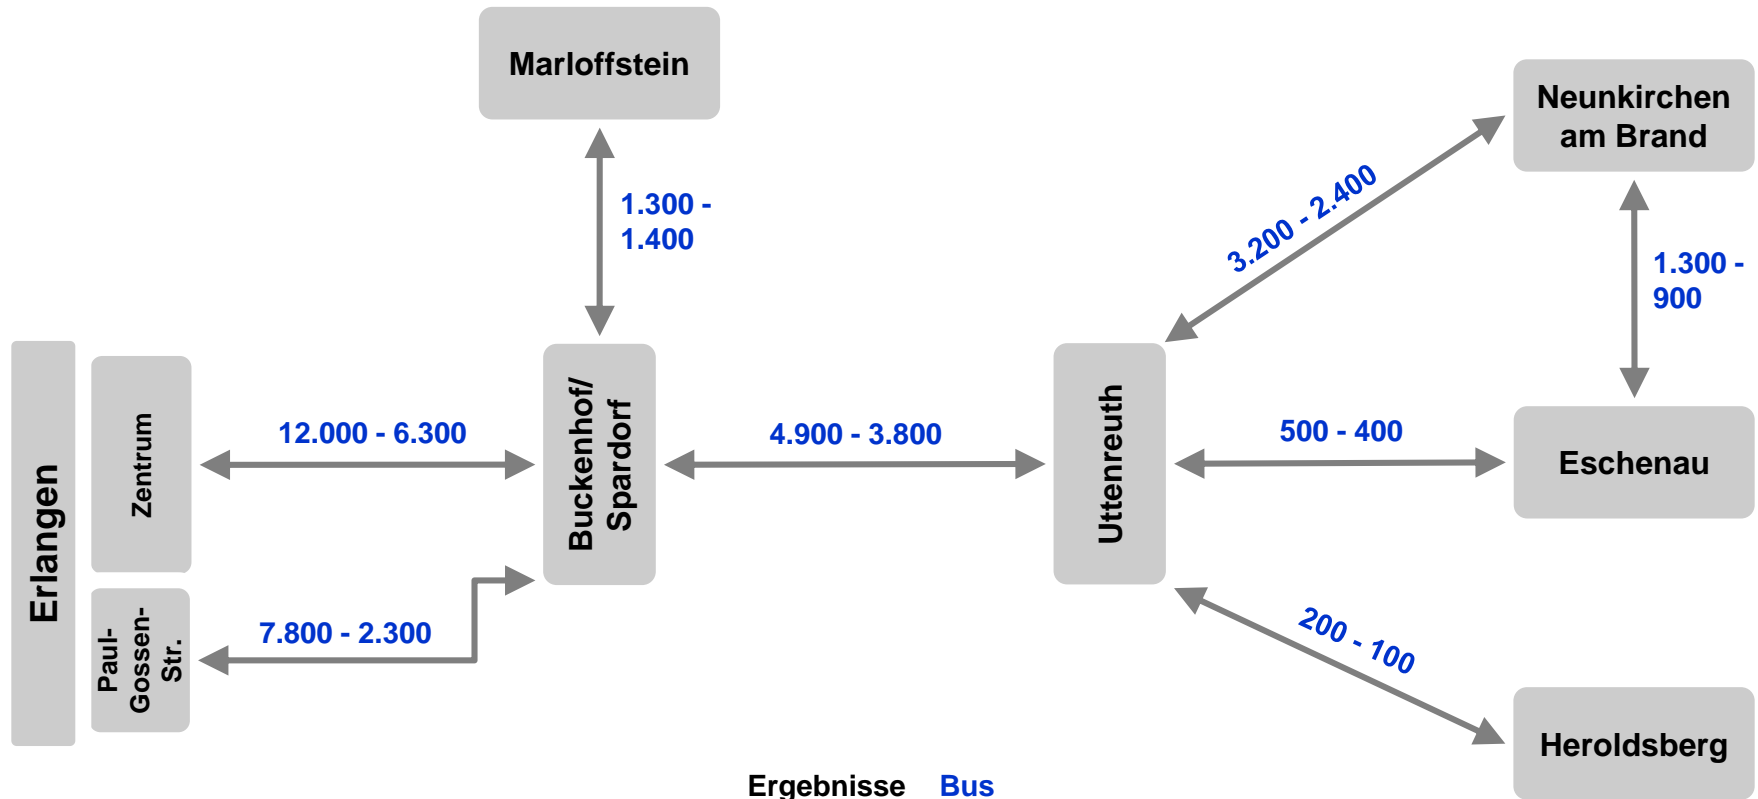 Marloffstein
Neunkirchen
am Brand
1.300 -
1.400
3.200 - 2.400
1.300 -
900
Erlangen
Zentrum
12.000 - 6.300
Buckenhof/
Spardorf
4.900 - 3.800
Uttenreuth
500 - 400
Eschenau
Paul-
Gossen-
Str.
7.800 - 2.300
200 - 100
Heroldsberg
Ergebnisse Bus